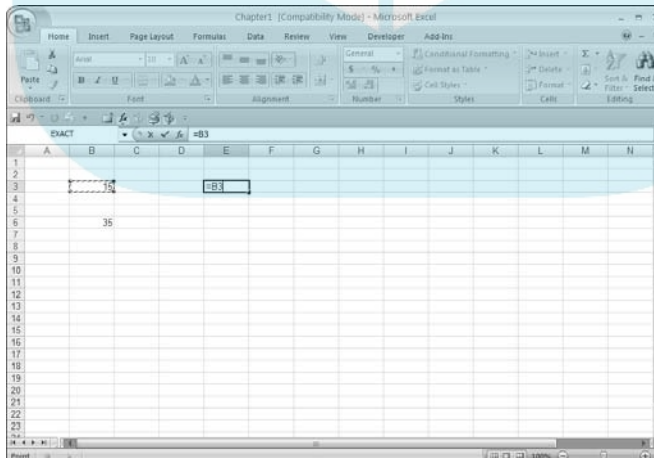 Chapter1 [Compatibility Mode] - Microsoft Excel
Home Insert Page Layout Formulas Data Review View Developer Add-Ins
Paste
Arial 10 A A
B I U A
General
$ % ,
Conditional Formatting
Format as Table
Cell Styles
Insert
Delete
Format
Σ
Sort & Filter
Find & Select
Clipboard Font Alignment Number Styles Cells Editing
EXACT fx =B3
A B C D E F G H I J K L M N
1
2
3 15 =B3
4
5
6 35
7
8
9
10
11
12
13
14
15
16
17
18
19
20
21
22
23
Point 100%